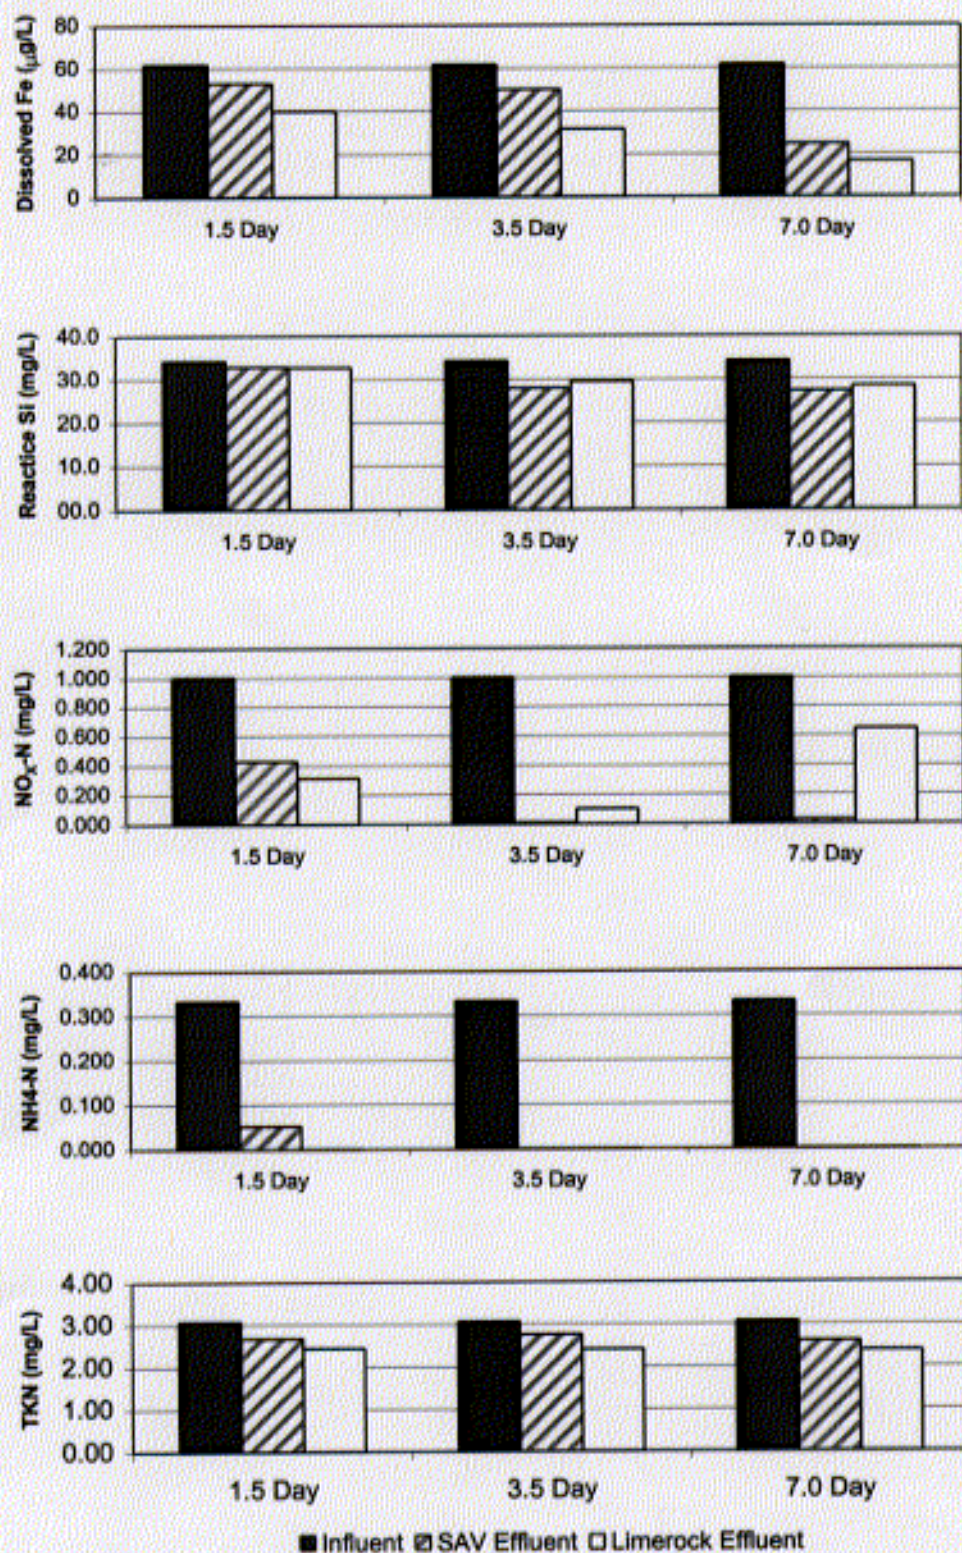 Dissolved Fe (µg/L)
80
60
40
20
0
1.5 Day 3.5 Day 7.0 Day
Reactice Si (mg/L)
40.0
30.0
20.0
10.0
00.0
1.5 Day 3.5 Day 7.0 Day
NOX-N (mg/L)
1.200
1.000
0.800
0.600
0.400
0.200
0.000
1.5 Day 3.5 Day 7.0 Day
NH4-N (mg/L)
0.400
0.300
0.200
0.100
0.000
1.5 Day 3.5 Day 7.0 Day
TKN (mg/L)
4.00
3.00
2.00
1.00
0.00
1.5 Day 3.5 Day 7.0 Day
Influent SAV Effluent Limerock Effluent